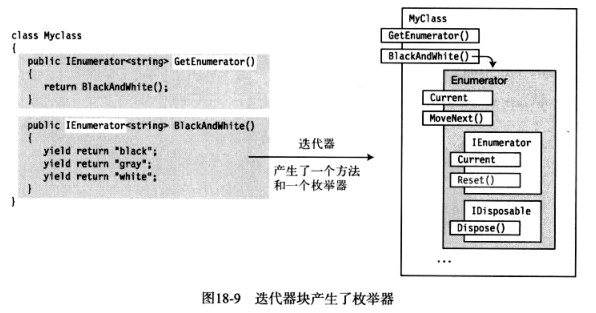 class Myclass
{
public IEnumerator<string> GetEnumerator()
{
return BlackAndWhite();
}
public IEnumerator<string> BlackAndWhite()
{
yield return "black";
yield return "gray";
yield return "white";
}
}
迭代器
产生了一个方法
和一个枚举器
MyClass
GetEnumerator()
BlackAndWhite()
Enumerator
Current
MoveNext()
IEnumerator
Current
Reset()
IDisposable
Dispose()
...
图18-9 迭代器块产生了枚举器